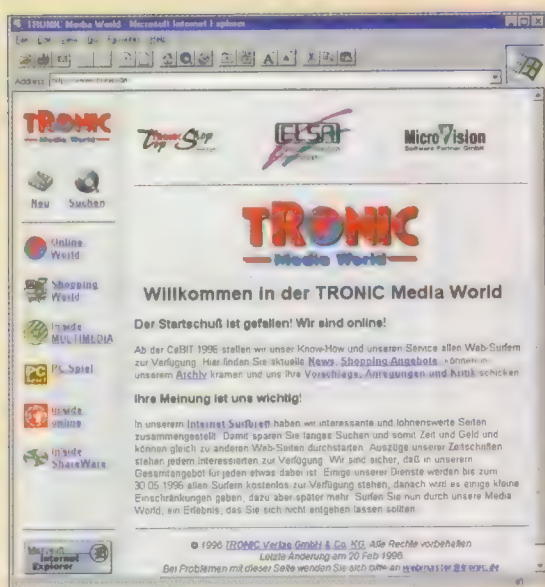 TRONIC Media World - Microsoft Internet Explorer
Address
TRONIC
Media World
Neu Suchen
Online World
Shopping World
Inside MULTIMEDIA
PC Spiel
Inside online
Inside ShareWare
Microsoft Internet Explorer
Tronic Top Shop
ELSA
MicroVision
Software Partner GmbH
TRONIC
Media World
Willkommen in der TRONIC Media World
Der Startschuß ist gefallen! Wir sind online!
Ab der CeBIT 1996 stellen wir unser Know-How und unseren Service allen Web-Surfern
zur Verfügung. Hier finden Sie aktuelle News, Shopping Angebote, können in
unserem Archiv kramen und uns Ihre Vorschläge, Anregungen und Kritik schicken
Ihre Meinung ist uns wichtig!
In unserem Internet Surfbrett haben wir interessante und lohnenswerte Seiten
zusammengestellt. Damit sparen Sie langes Suchen und somit Zeit und Geld und
können gleich zu anderen Web-Seiten durchstarten. Auszüge unserer Zeitschriften
stehen jedem Interessierten zur Verfügung. Wir sind sicher, daß in unserem
Gesamtangebot für jeden etwas dabei ist. Einige unserer Dienste werden bis zum
30.05.1996 allen Surfern kostenlos zur Verfügung stehen, danach wird es einige kleine
Einschränkungen geben, dazu aber später mehr. Surfen Sie nun durch unsere Media
World, ein Erlebnis, das Sie sich nicht entgehen lassen sollten.
© 1996 TRONIC Verlag GmbH & Co. KG. Alle Rechte vorbehalten
Letzte Änderung am 20 Feb 1996
Bei Problemen mit dieser Seite wenden Sie sich bitte an